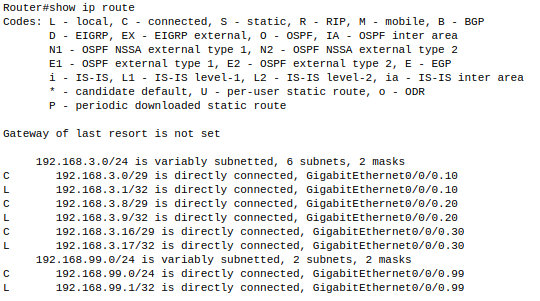 Router#show ip route
Codes: L - local, C - connected, S - static, R - RIP, M - mobile, B - BGP
D - EIGRP, EX - EIGRP external, O - OSPF, IA - OSPF inter area
N1 - OSPF NSSA external type 1, N2 - OSPF NSSA external type 2
E1 - OSPF external type 1, E2 - OSPF external type 2, E - EGP
i - IS-IS, L1 - IS-IS level-1, L2 - IS-IS level-2, ia - IS-IS inter area
* - candidate default, U - per-user static route, o - ODR
P - periodic downloaded static route
Gateway of last resort is not set
192.168.3.0/24 is variably subnetted, 6 subnets, 2 masks
C 192.168.3.0/29 is directly connected, GigabitEthernet0/0/0.10
L 192.168.3.1/32 is directly connected, GigabitEthernet0/0/0.10
C 192.168.3.8/29 is directly connected, GigabitEthernet0/0/0.20
L 192.168.3.9/32 is directly connected, GigabitEthernet0/0/0.20
C 192.168.3.16/29 is directly connected, GigabitEthernet0/0/0.30
L 192.168.3.17/32 is directly connected, GigabitEthernet0/0/0.30
192.168.99.0/24 is variably subnetted, 2 subnets, 2 masks
C 192.168.99.0/24 is directly connected, GigabitEthernet0/0/0.99
L 192.168.99.1/32 is directly connected, GigabitEthernet0/0/0.99